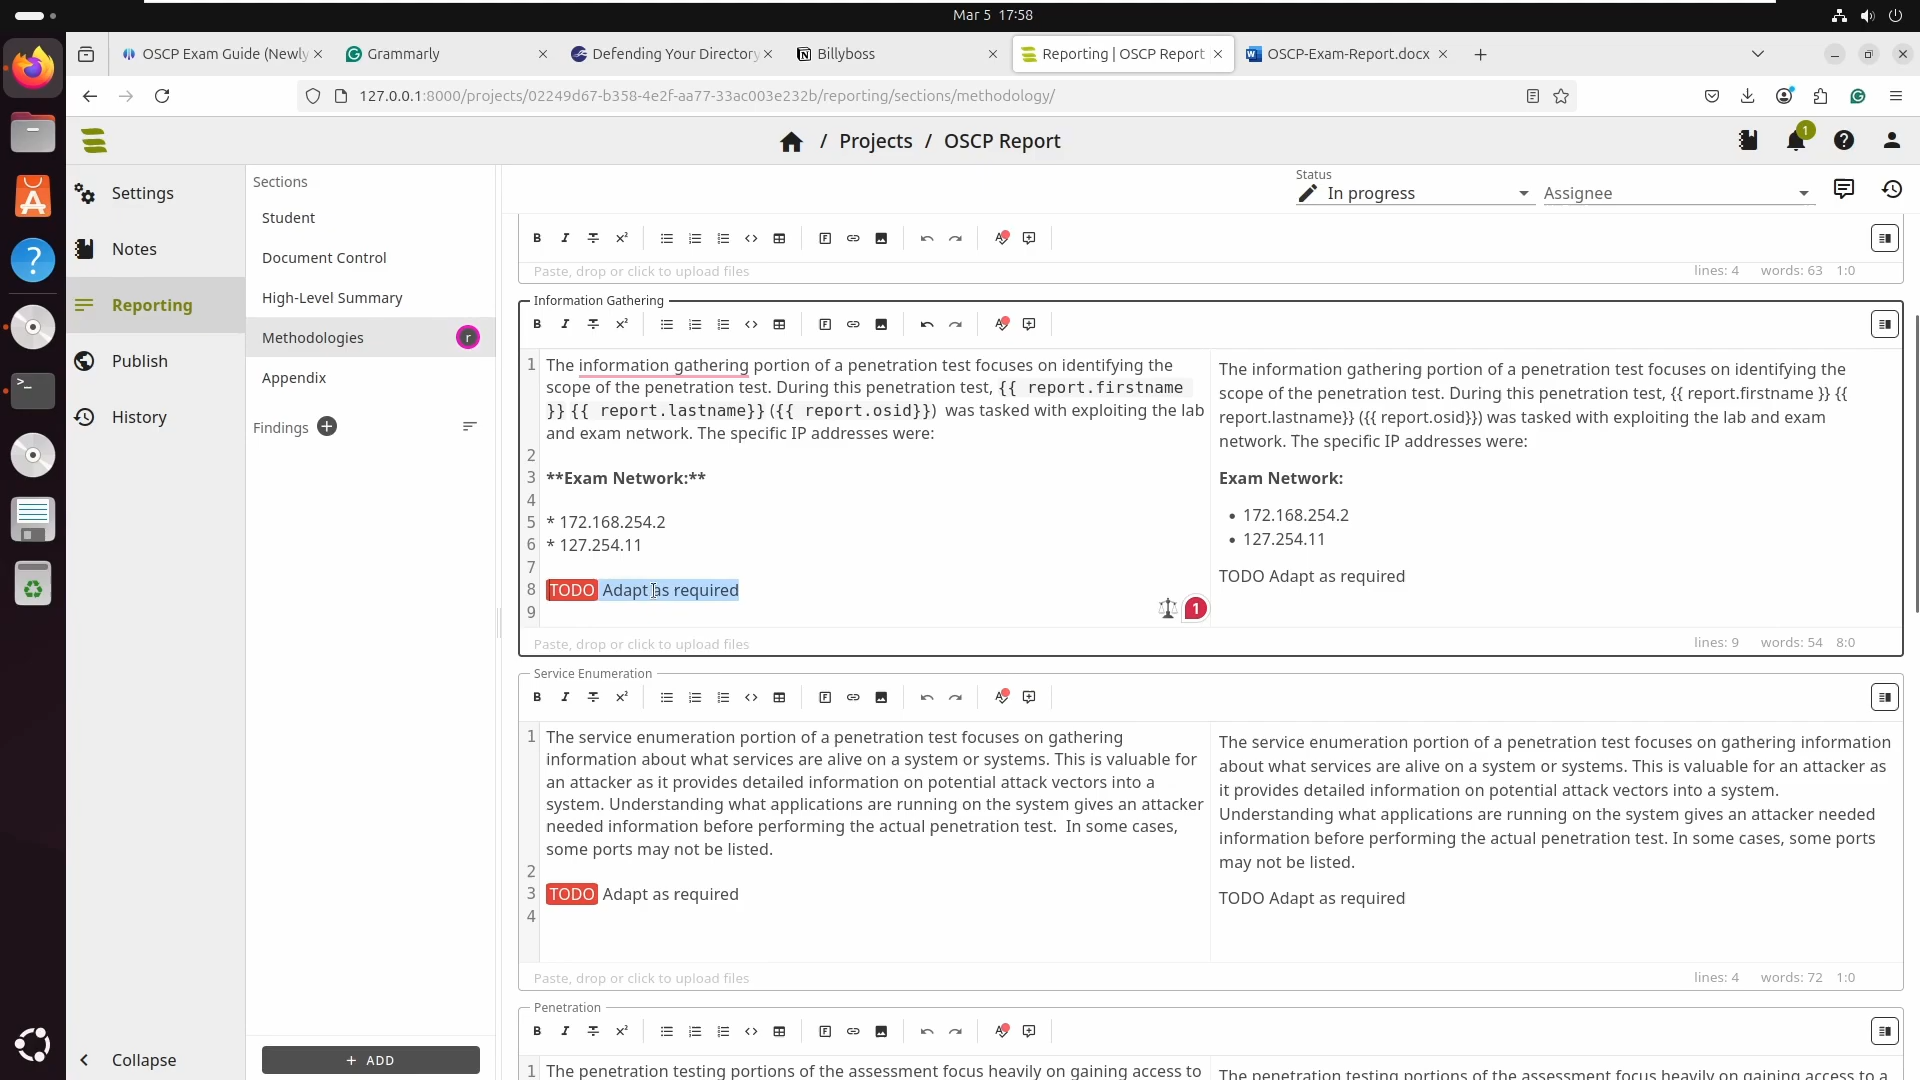 Mar 5 17:58
OSCP Exam Guide (Newly
Grammarly
Defending Your Directory
Billyboss
Reporting | OSCP Report
OSCP-Exam-Report.docx
127.0.0.1:8000/projects/02249d67-b358-4e2f-aa77-33ac003e232b/reporting/sections/methodology/
/ Projects / OSCP Report
1
Settings
Notes
Reporting
Publish
History
Collapse
Sections
Student
Document Control
High-Level Summary
Methodologies
r
Appendix
Findings
+ ADD
Status
In progress
Assignee
Paste, drop or click to upload files
lines: 4 words: 63 1:0
Information Gathering
1 The information gathering portion of a penetration test focuses on identifying the
scope of the penetration test. During this penetration test, {{ report.firstname
}} {{ report.lastname}} ({{ report.osid}}) was tasked with exploiting the lab
and exam network. The specific IP addresses were:
2
3 **Exam Network:**
4
5 * 172.168.254.2
6 * 127.254.11
7
8 TODO Adapt as required
9
1
The information gathering portion of a penetration test focuses on identifying the
scope of the penetration test. During this penetration test, {{ report.firstname }} {{
report.lastname}} ({{ report.osid}}) was tasked with exploiting the lab and exam
network. The specific IP addresses were:
Exam Network:
• 172.168.254.2
• 127.254.11
TODO Adapt as required
Paste, drop or click to upload files
lines: 9 words: 54 8:0
Service Enumeration
1 The service enumeration portion of a penetration test focuses on gathering
information about what services are alive on a system or systems. This is valuable for
an attacker as it provides detailed information on potential attack vectors into a
system. Understanding what applications are running on the system gives an attacker
needed information before performing the actual penetration test.  In some cases,
some ports may not be listed.
2
3 TODO Adapt as required
4
The service enumeration portion of a penetration test focuses on gathering information
about what services are alive on a system or systems. This is valuable for an attacker as
it provides detailed information on potential attack vectors into a system.
Understanding what applications are running on the system gives an attacker needed
information before performing the actual penetration test. In some cases, some ports
may not be listed.
TODO Adapt as required
Paste, drop or click to upload files
lines: 4 words: 72 1:0
Penetration
1 The penetration testing portions of the assessment focus heavily on gaining access to
The penetration testing portions of the assessment focus heavily on gaining access to a